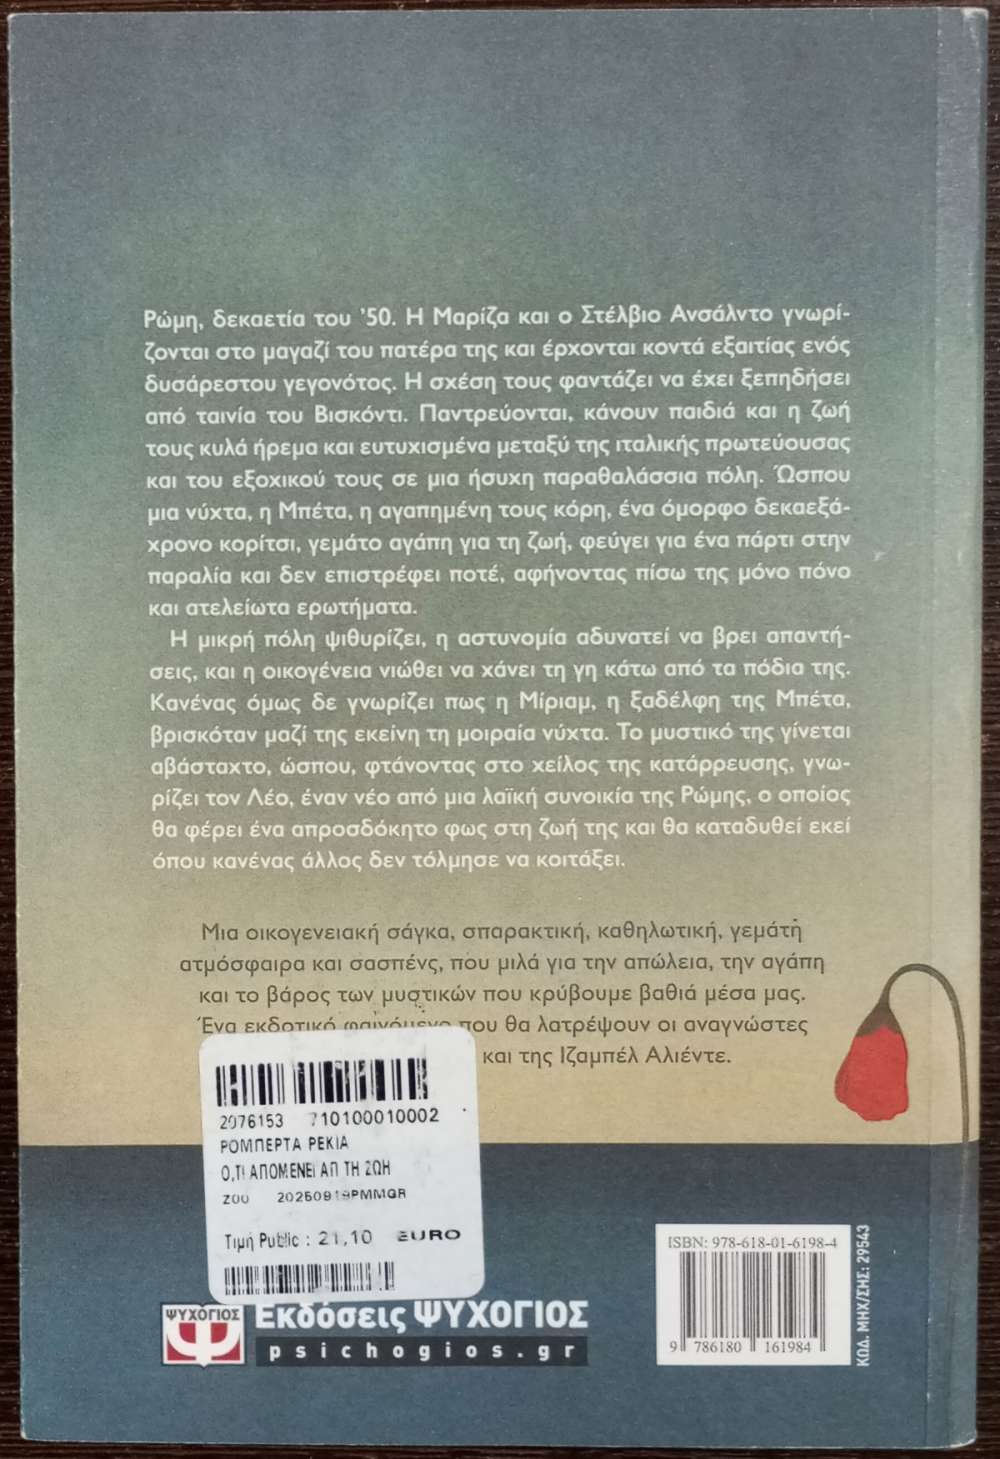 Ρώμη, δεκαετία του '50. Η Μαρίζα και ο Στέλβιο Ανσάλντο γνωρί-
ζονται στο μαγαζί του πατέρα της και έρχονται κοντά εξαιτίας ενός
δυσάρεστου γεγονότος. Η σχέση τους φαντάζει να έχει ξεπηδήσει
από ταινία του Βισκόντι. Παντρεύονται, κάνουν παιδιά και η ζωή
τους κυλά ήρεμα και ευτυχισμένα μεταξύ της ιταλικής πρωτεύουσας
και του εξοχικού τους σε μια ήσυχη παραθαλάσσια πόλη. Ώσπου
μια νύχτα, η Μπέτα, η αγαπημένη τους κόρη, ένα όμορφο δεκαεξά-
χρονο κορίτσι, γεμάτο αγάπη για τη ζωή, φεύγει για ένα πάρτι στην
παραλία και δεν επιστρέφει ποτέ, αφήνοντας πίσω της μόνο πόνο
και ατελείωτα ερωτήματα.
Η μικρή πόλη ψιθυρίζει, η αστυνομία αδυνατεί να βρει απαντή-
σεις, και η οικογένεια νιώθει να χάνει τη γη κάτω από τα πόδια της.
Κανένας όμως δε γνωρίζει πως η Μίριαμ, η ξαδέλφη της Μπέτα,
βρισκόταν μαζί της εκείνη τη μοιραία νύχτα. Το μυστικό της γίνεται
αβάσταχτο, ώσπου, φτάνοντας στο χείλος της κατάρρευσης, γνω-
ρίζει τον Λέο, έναν νέο από μια λαϊκή συνοικία της Ρώμης, ο οποίος
θα φέρει ένα απροσδόκητο φως στη ζωή της και θα καταδυθεί εκεί
όπου κανένας άλλος δεν τόλμησε να κοιτάξει.
Μια οικογενειακή σάγκα, σπαρακτική, καθηλωτική, γεμάτη
ατμόσφαιρα και σασπένς, που μιλά για την απώλεια, την αγάπη
και το βάρος των μυστικών που κρύβουμε βαθιά μέσα μας.
Ένα εκδοτικό φαινόμενο που θα λατρέψουν οι αναγνώστες
και της Ιζαμπέλ Αλιέντε.
2076153 710100010002
ΡΟΜΠΕΡΤΑ ΡΕΚΙΑ
Ο,ΤΙ ΑΠΟΜΕΝΕΙ ΑΠ ΤΗ ΖΩΗ
Z00 20250919PMMGR
Τιμή Public : 21,10 EURO
ΨΥΧΟΓΙΟΣ
Εκδόσεις ΨΥΧΟΓΙΟΣ
psichogios.gr
ISBN: 978-618-01-6198-4
9 786180 161984
ΚΩΔ. ΜΗΧ/ΣΗΣ: 29543